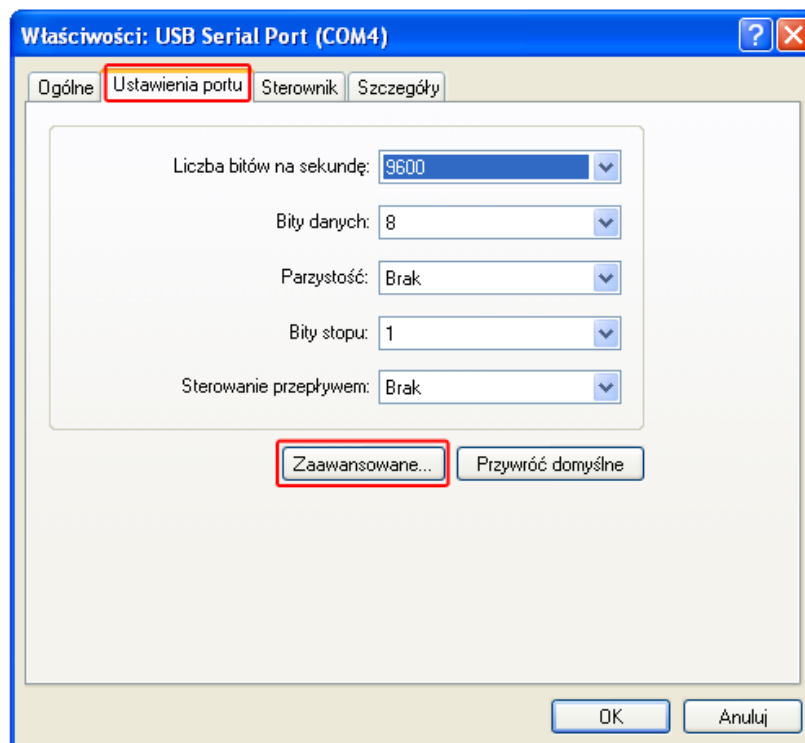 Właściwości: USB Serial Port (COM4)
Ogólne Ustawienia portu Sterownik Szczegóły
Liczba bitów na sekundę: 9600
Bity danych: 8
Parzystość: Brak
Bity stopu: 1
Sterowanie przepływem: Brak
Zaawansowane... Przywróć domyślne
OK Anuluj